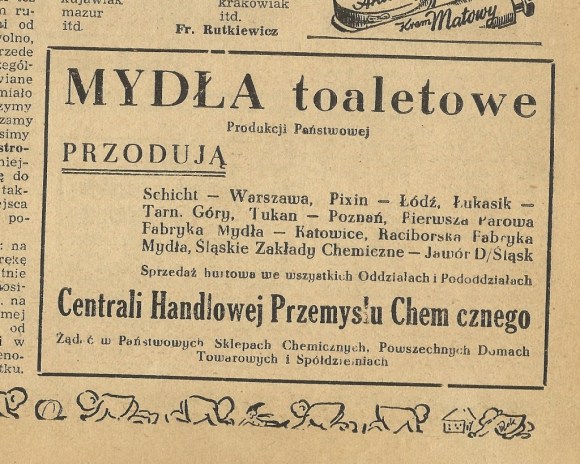 kujawiak
mazur
itd.
krakowiak
itd.
Fr. Rutkiewicz
Krem Matowy
MYDŁA toaletowe
Produkcji Państwowej
PRZODUJĄ
Schicht — Warszawa, Pixin — Łódź, Łukasik —
Tarn. Góry, Tukan — Poznań, Pierwsza Parowa
Fabryka Mydła — Katowice, Raciborska Fabryka
Mydła, Śląskie Zakłady Chemiczne — Jawór D/Śląsk
Sprzedaż hurtowa we wszystkich Oddziałach i Pododdziałach
Centrali Handlowej Przemysłu Chem cznego
Żąd ć w Państwowych Sklepach Chemicznych, Powszechnych Domach
Towarowych i Spółdzielniach